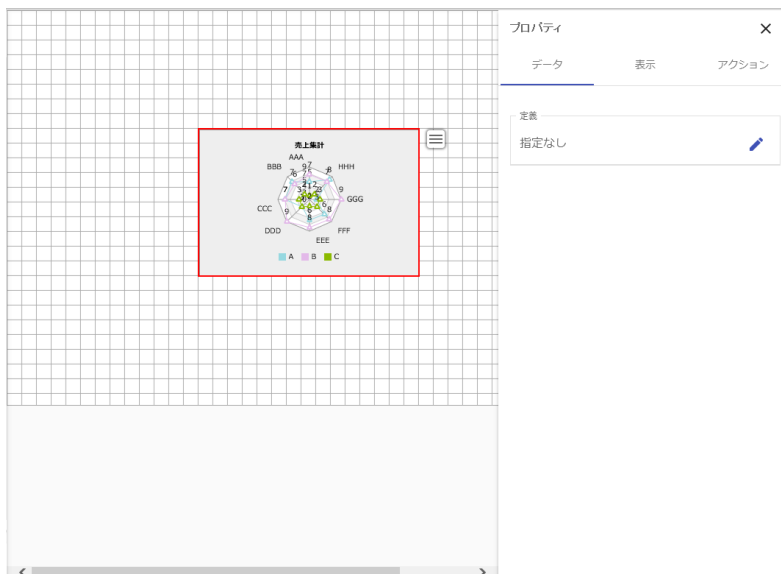 プロパティ
データ 表示 アクション
定義
指定なし
売上集計
AAA
BBB
HHH
CCC
GGG
DDD
FFF
EEE
A B C